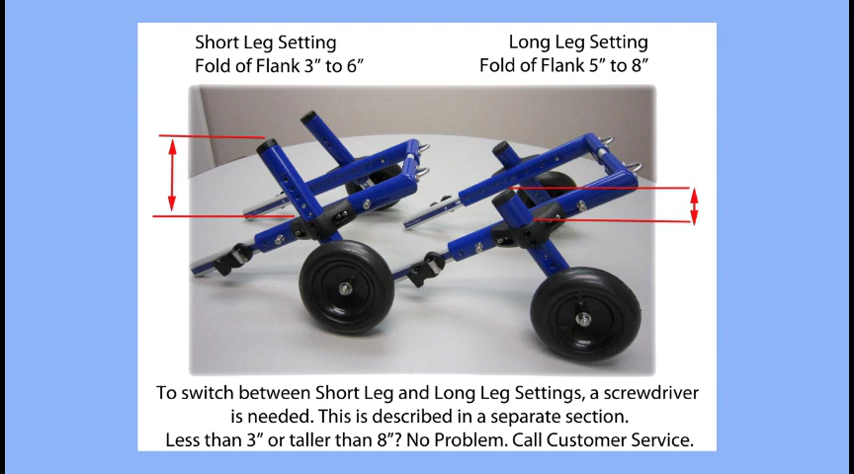 Short Leg Setting
Fold of Flank 3” to 6”
Long Leg Setting
Fold of Flank 5” to 8”
To switch between Short Leg and Long Leg Settings, a screwdriver
is needed. This is described in a separate section.
Less than 3” or taller than 8”? No Problem. Call Customer Service.